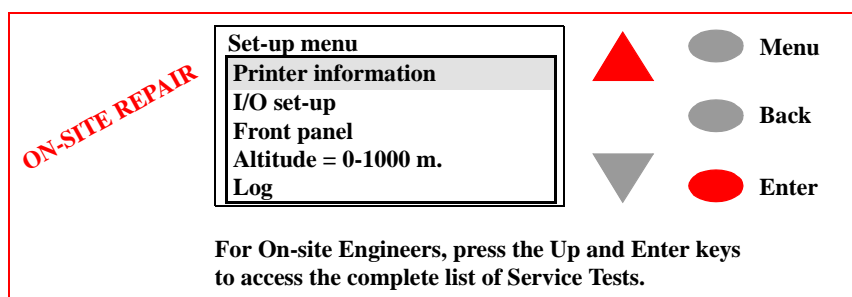 ON-SITE REPAIR
Set-up menu
Printer information
I/O set-up
Front panel
Altitude = 0-1000 m.
Log
Menu
Back
Enter
For On-site Engineers, press the Up and Enter keys
to access the complete list of Service Tests.